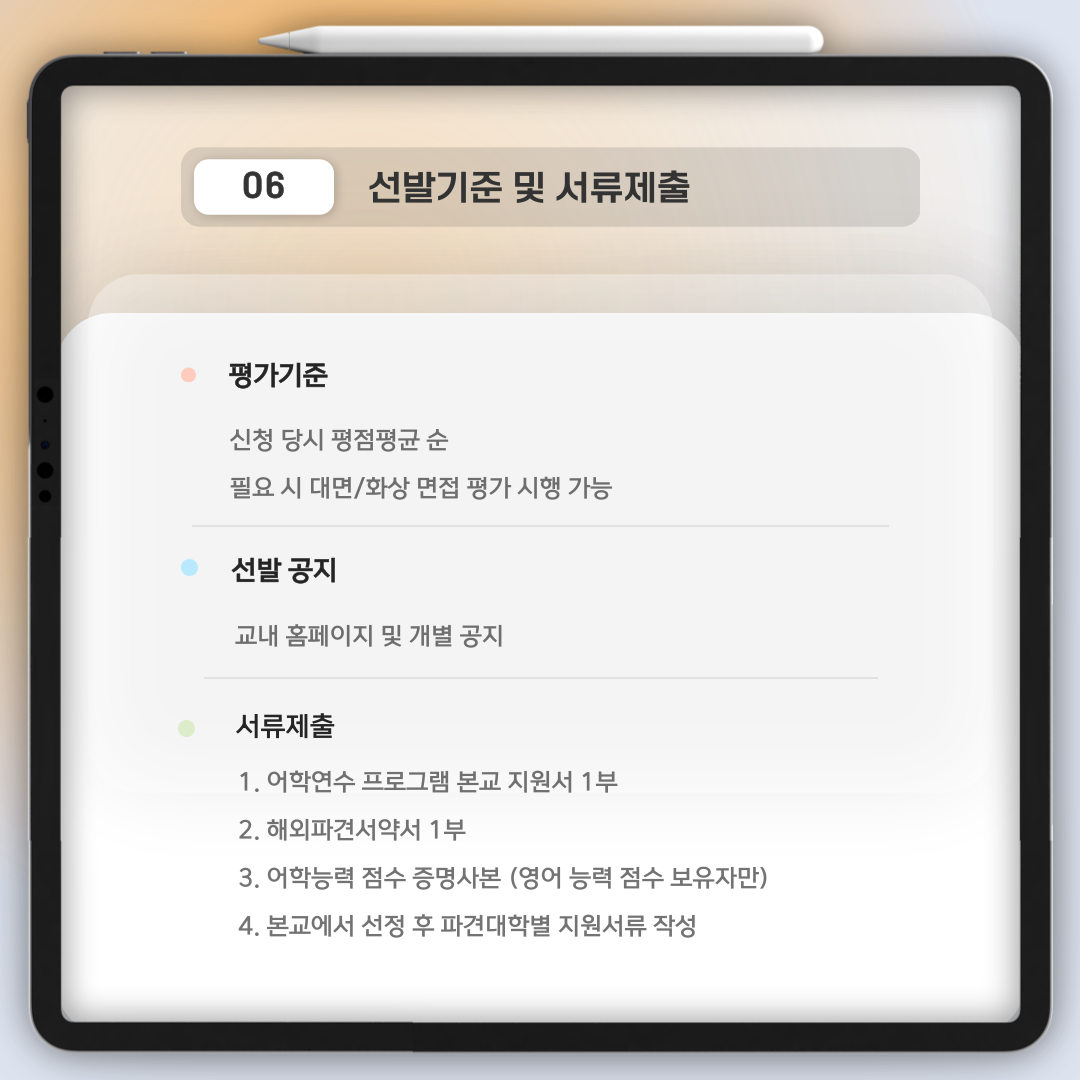 06 선발기준 및 서류제출
평가기준
신청 당시 평점평균 순
필요 시 대면/화상 면접 평가 시행 가능
선발 공지
교내 홈페이지 및 개별 공지
서류제출
1. 어학연수 프로그램 본교 지원서 1부
2. 해외파견서약서 1부
3. 어학능력 점수 증명사본 (영어 능력 점수 보유자만)
4. 본교에서 선정 후 파견대학별 지원서류 작성